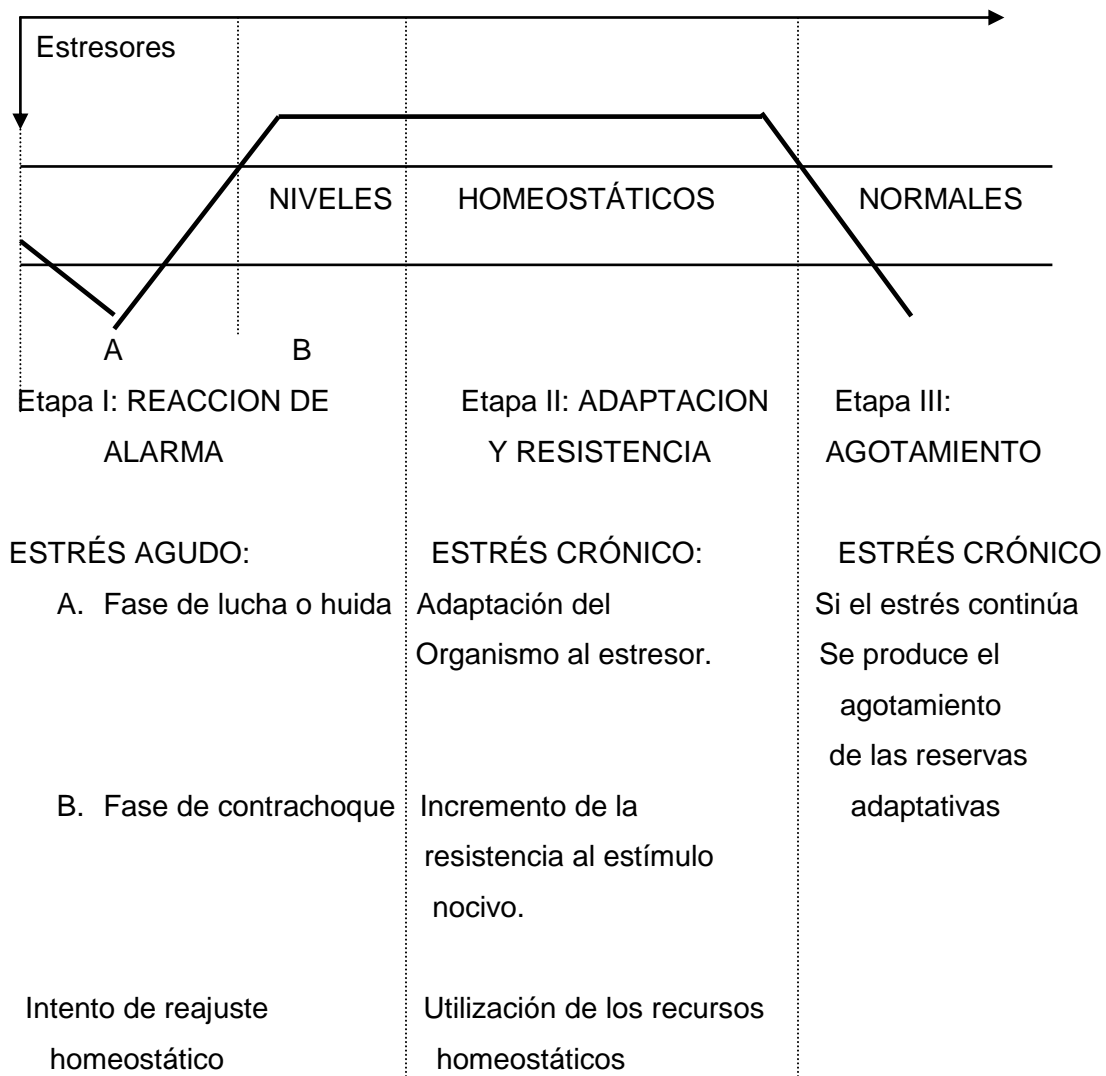 Estresores
NIVELES HOMEOSTÁTICOS NORMALES
A B
Etapa I: REACCION DE
ALARMA
Etapa II: ADAPTACION
Y RESISTENCIA
Etapa III:
AGOTAMIENTO
ESTRÉS AGUDO:
A. Fase de lucha o huida
B. Fase de contrachoque
Intento de reajuste
homeostático
ESTRÉS CRÓNICO:
Adaptación del
Organismo al estresor.
Incremento de la
resistencia al estímulo
nocivo.
Utilización de los recursos
homeostáticos
ESTRÉS CRÓNICO
Si el estrés continúa
Se produce el
agotamiento
de las reservas
adaptativas